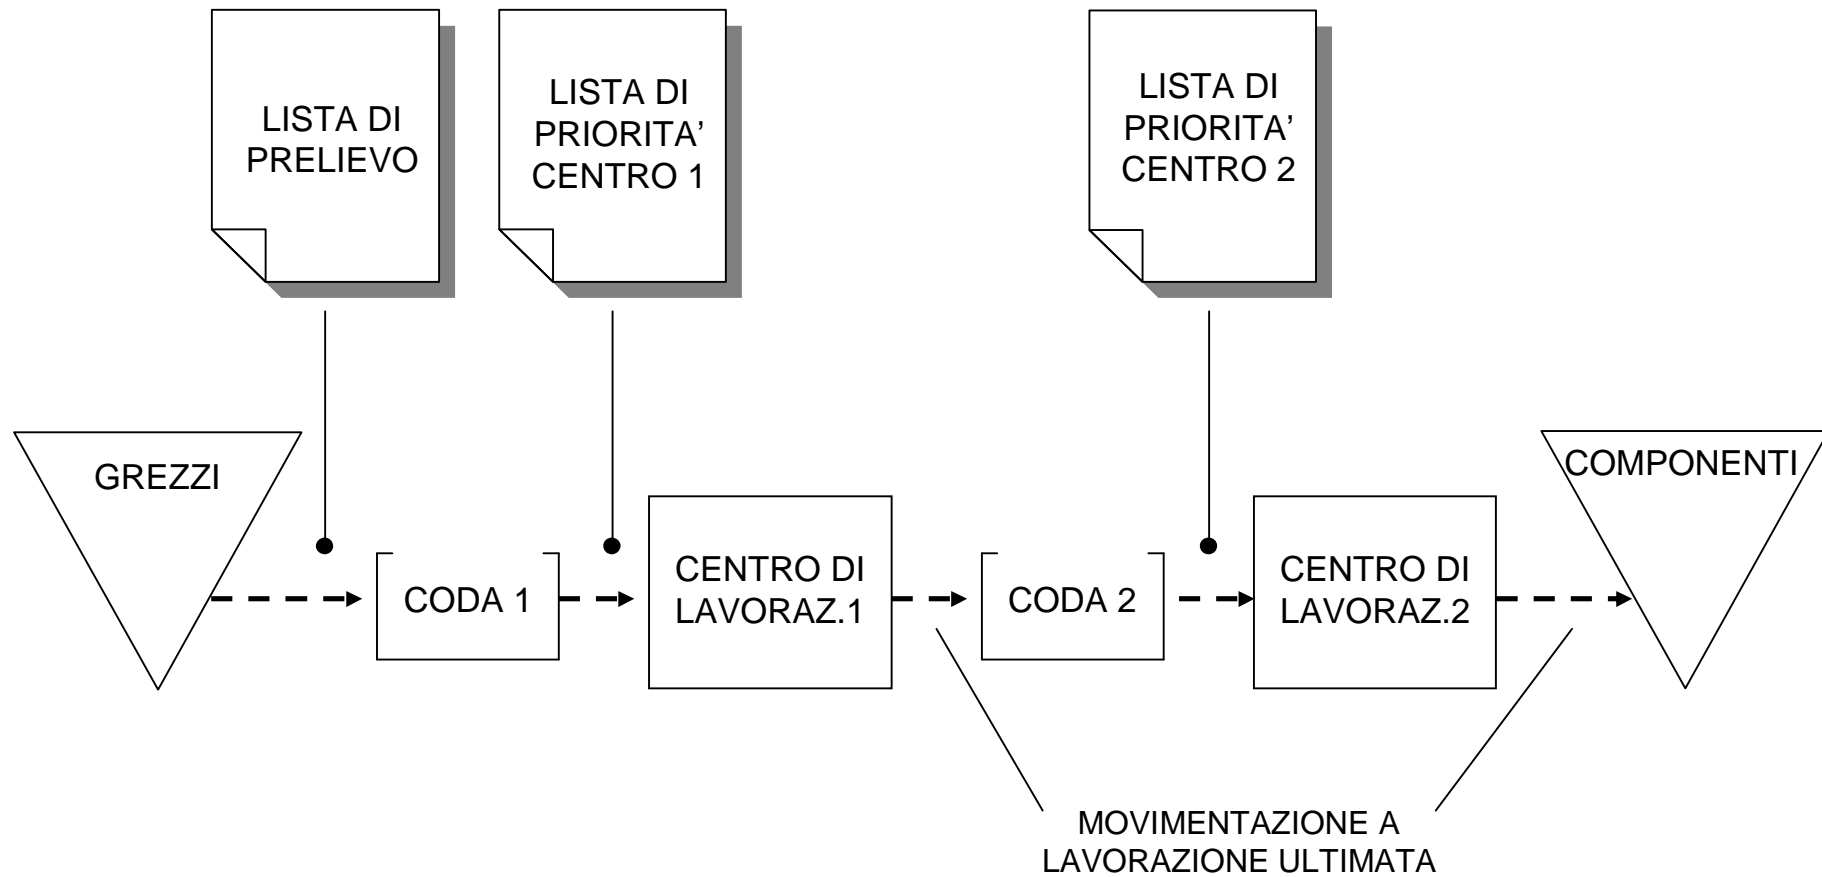 LISTA DI
PRELIEVO
LISTA DI
PRIORITA’
CENTRO 1
LISTA DI
PRIORITA’
CENTRO 2
GREZZI
CODA 1
CENTRO DI
LAVORAZ.1
CODA 2
CENTRO DI
LAVORAZ.2
COMPONENTI
MOVIMENTAZIONE A
LAVORAZIONE ULTIMATA